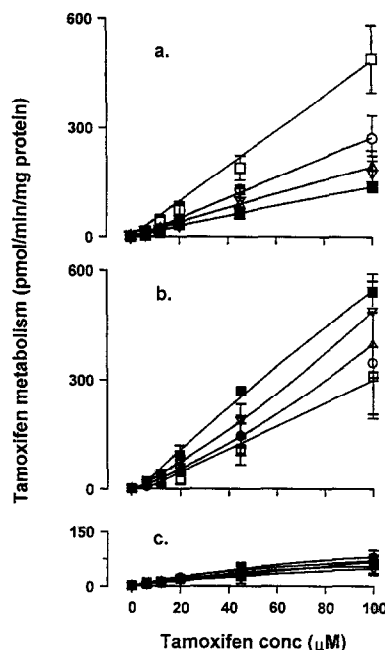 600
a.
300
0
600
b.
300
0
150
c.
0
0 20 40 60 80 100
Tamoxifen conc (μM)
Tamoxifen metabolism (pmol/min/mg protein)